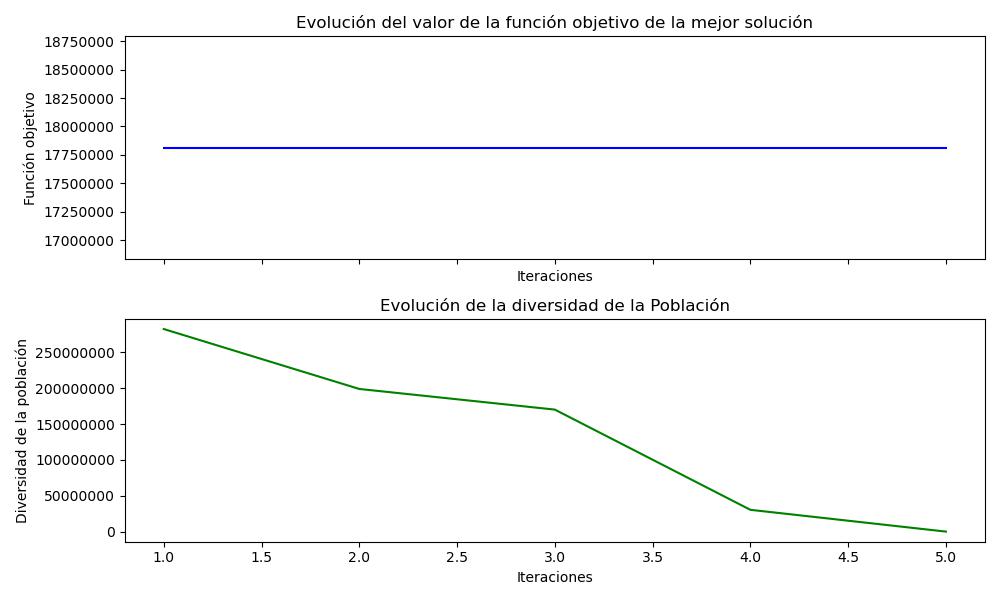 Evolución del valor de la función objetivo de la mejor solución
18750000
18500000
18250000
18000000
17750000
17500000
17250000
17000000
Función objetivo
Iteraciones
Evolución de la diversidad de la Población
250000000
200000000
150000000
100000000
50000000
0
Diversidad de la población
1.0 1.5 2.0 2.5 3.0 3.5 4.0 4.5 5.0
Iteraciones